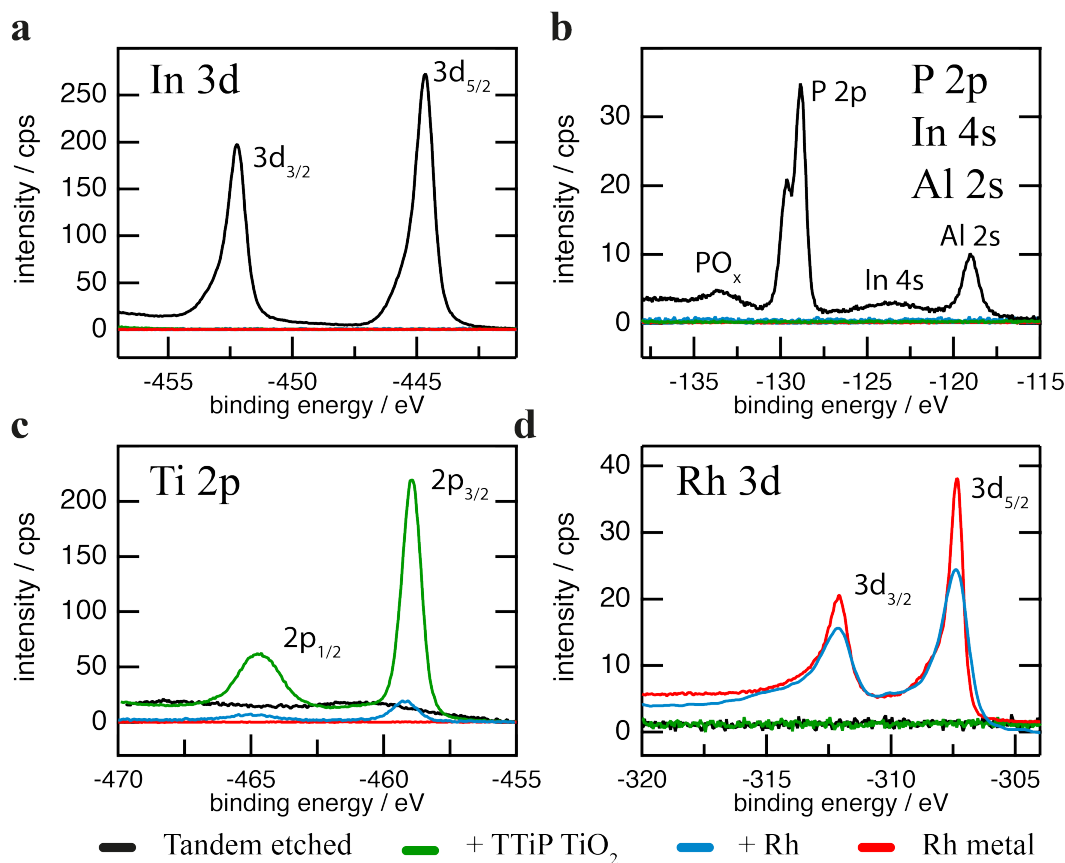 a
In 3d
3d5/2
3d3/2
intensity / cps
250
200
150
100
50
0
-455
-450
-445
binding energy / eV
b
P 2p
P 2p
In 4s
Al 2s
Al 2s
POx
In 4s
intensity / cps
30
20
10
0
-135
-130
-125
-120
-115
binding energy / eV
c
Ti 2p
2p3/2
2p1/2
intensity / cps
200
150
100
50
0
-470
-465
-460
-455
binding energy / eV
d
Rh 3d
3d5/2
3d3/2
intensity / cps
40
30
20
10
0
-320
-315
-310
-305
binding energy / eV
Tandem etched
+ TTiP TiO2
+ Rh
Rh metal